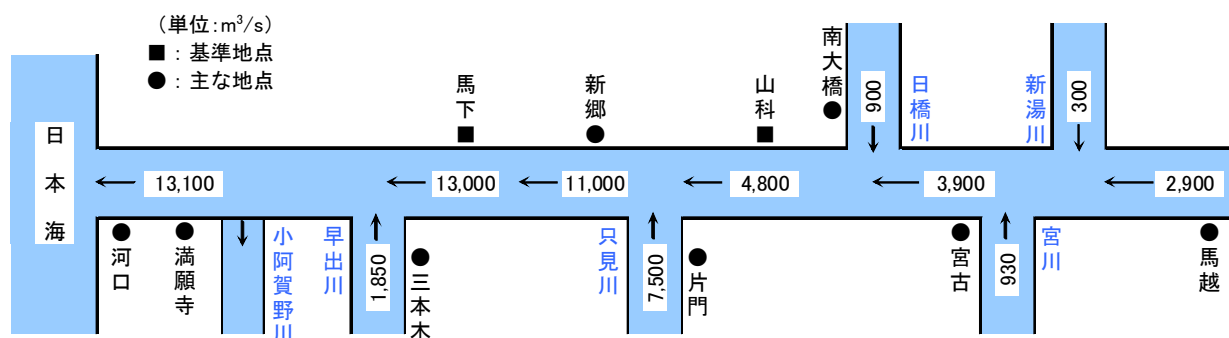 （単位:m³/s）
■ : 基準地点
● : 主な地点
日本海
馬下
新郷
山科
南大橋
900
日橋川
新湯川
300
13,100
13,000
11,000
4,800
3,900
2,900
河口
満願寺
小阿賀野川
早出川
1,850
三本木
只見川
7,500
片門
宮古
930
宮川
馬越